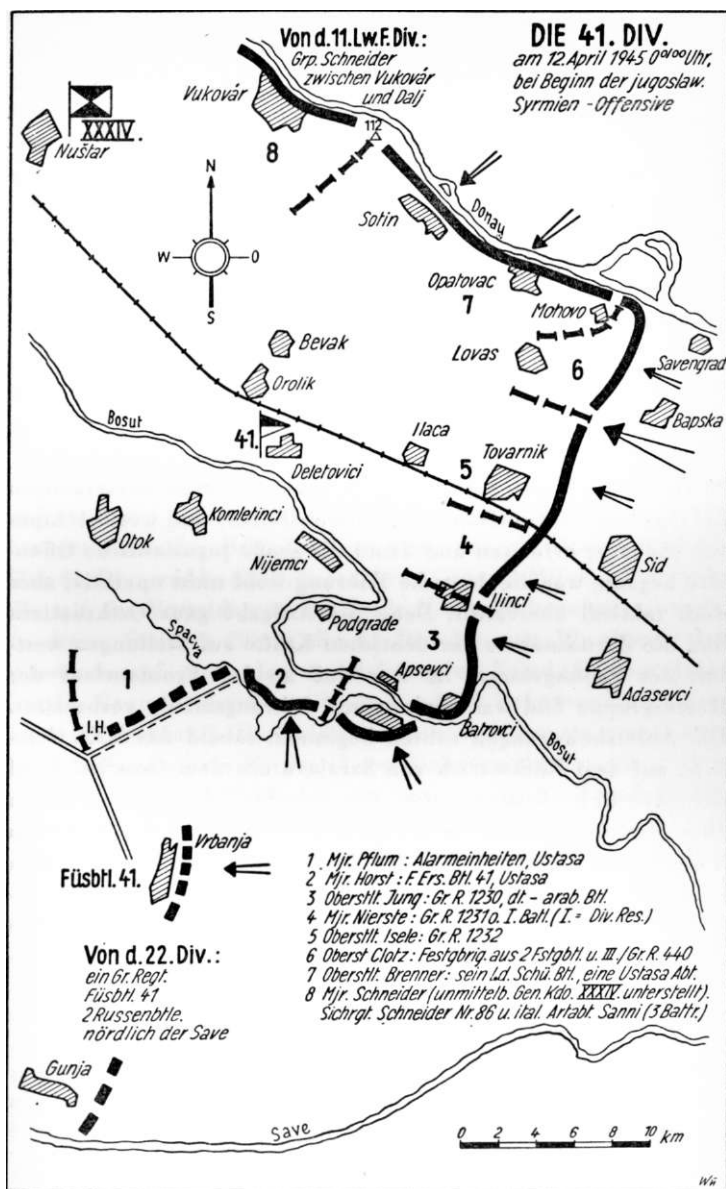 Von d. 11. Lw. F. Div.:
Grp. Schneider
zwischen Vukovár
und Dalj
DIE 41. DIV.
am 12. April 1945 0⁰⁰/⁰⁰ Uhr,
bei Beginn der jugoslaw.
Syrmien - Offensive
XXXIV.
Nuštar
Vukovár
8
112
N
W
O
S
Sotin
Donau
Opatovac
7
Mohovo
Lovas
6
Savengrad
Bapska
Bevak
Orolik
Bosut
41.
Deletovici
Ilaca
5
Tovarnik
4
Sid
Otok
Komletinci
Nijemci
Podgrade
Ilinci
3
Adasevci
Spacva
1
I.H.
2
Apsevci
Batrovci
Bosut
Vrbanja
Füsbtl. 41.
Von d. 22. Div.:
ein Gr. Regt.
Füsbtl. 41
2 Russenbtle.
nördlich der Save
1 Mjr. Pflum : Alarmeinheiten, Ustasa
2 Mjr. Horst : F. Ers. Btl. 41, Ustasa
3 Oberstlt. Jung : Gr. R. 1230, dt - arab. Btl.
4 Mjr. Nierste : Gr. R. 1231 o. I. Batl. ( I. = Div. Res.)
5 Oberstlt. Isele : Gr. R. 1232
6 Oberst Clotz : Festgbrig. aus 2 Fstgbtl. u. III. / Gr. R. 440
7 Oberstlt. Brenner : sein Ld. Schü. Btl., eine Ustasa Abt.
8 Mjr. Schneider (unmittelb. Gen. Kdo. XXXIV. unterstellt).
Sichrgt. Schneider Nr. 86 u. ital. Artabt. Sanni (3 Battr.)
Gunja
Save
0 2 4 6 8 10 km